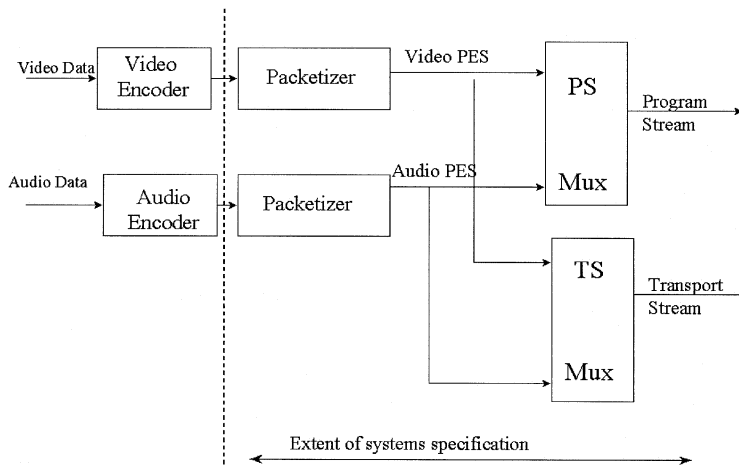 Video Data
Video
Encoder
Packetizer
Video PES
PS
Mux
Program
Stream
Audio Data
Audio
Encoder
Packetizer
Audio PES
TS
Mux
Transport
Stream
Extent of systems specification